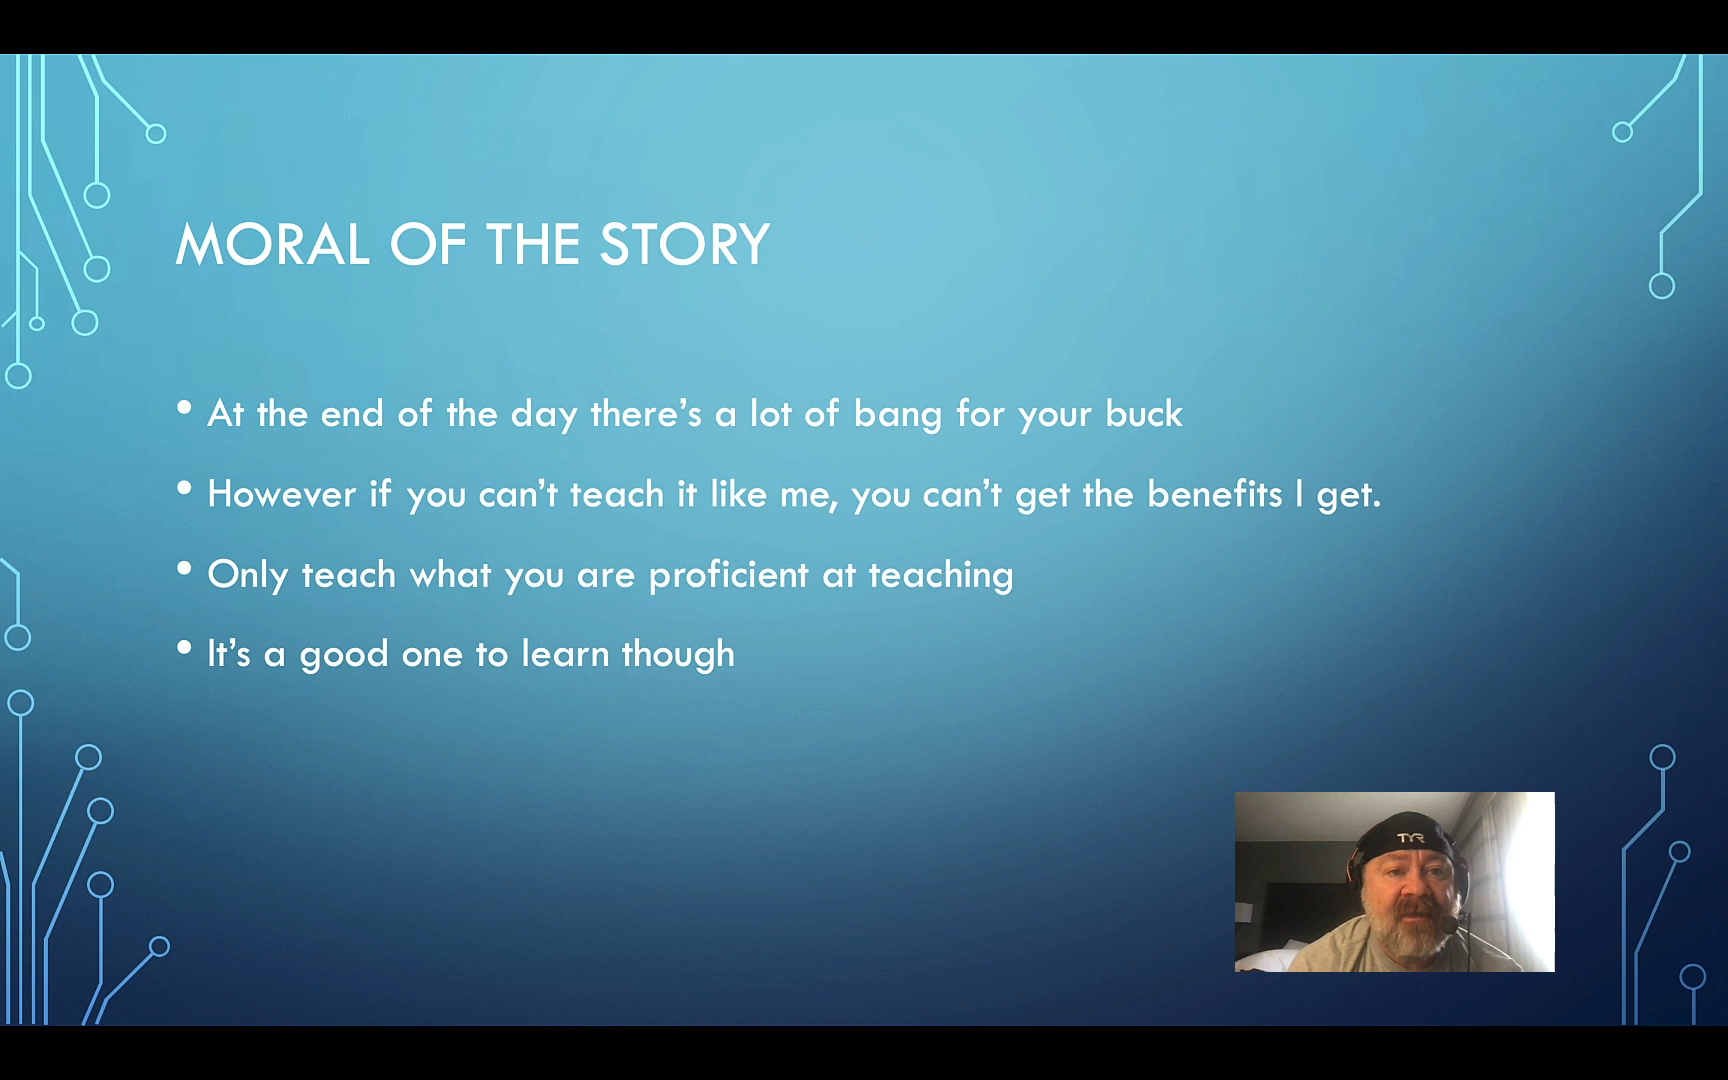 MORAL OF THE STORY
• At the end of the day there’s a lot of bang for your buck
• However if you can’t teach it like me, you can’t get the benefits I get.
• Only teach what you are proficient at teaching
• It’s a good one to learn though
TYR